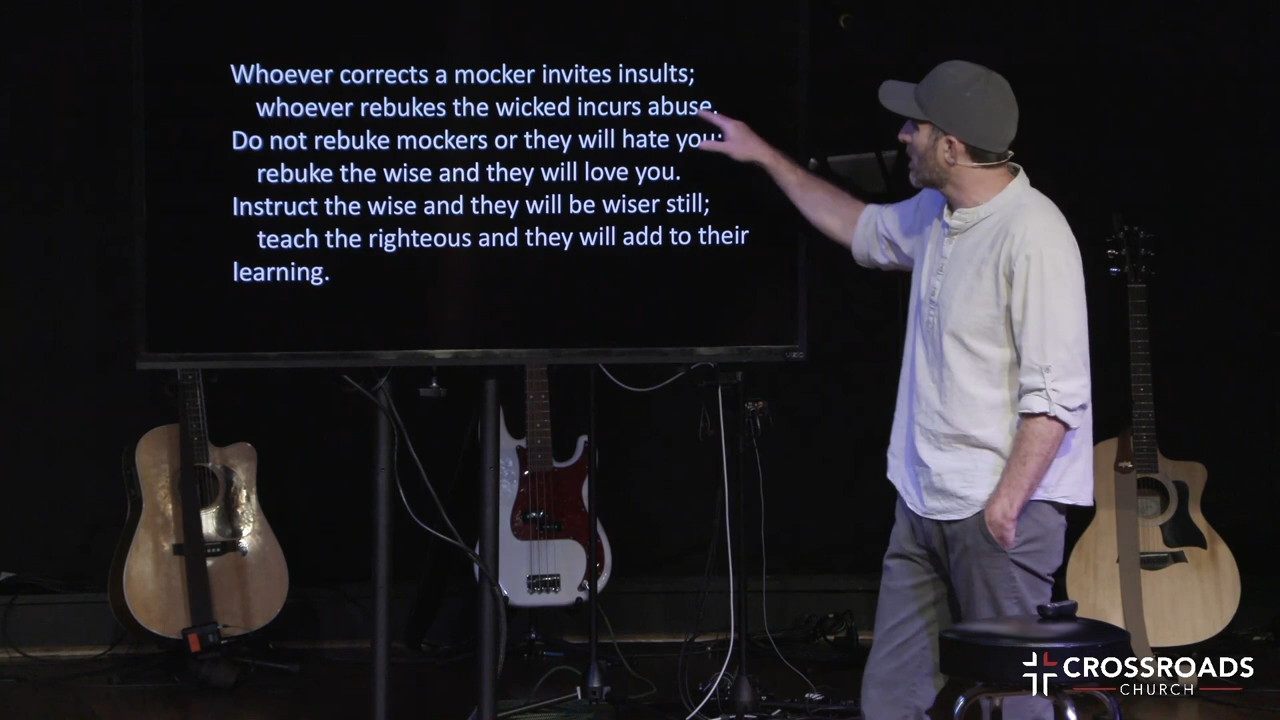 Whoever corrects a mocker invites insults;
whoever rebukes the wicked incurs abuse.
Do not rebuke mockers or they will hate you;
rebuke the wise and they will love you.
Instruct the wise and they will be wiser still;
teach the righteous and they will add to their
learning.
VIZIO
CROSSROADS
CHURCH